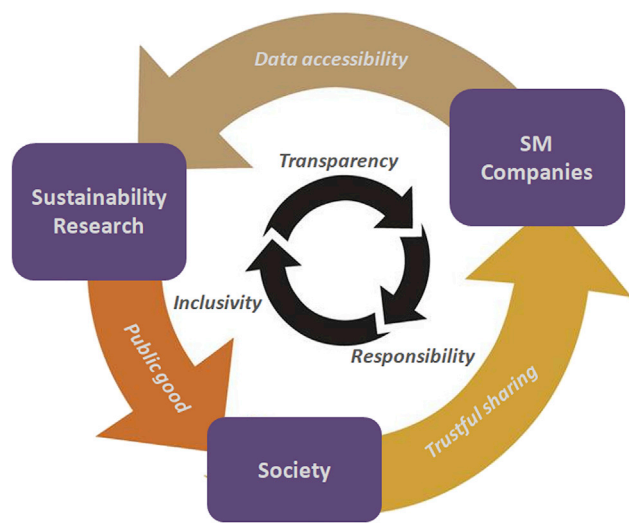 Data accessibility
SM
Companies
Transparency
Sustainability
Research
Inclusivity
Responsibility
Public good
Trustful sharing
Society